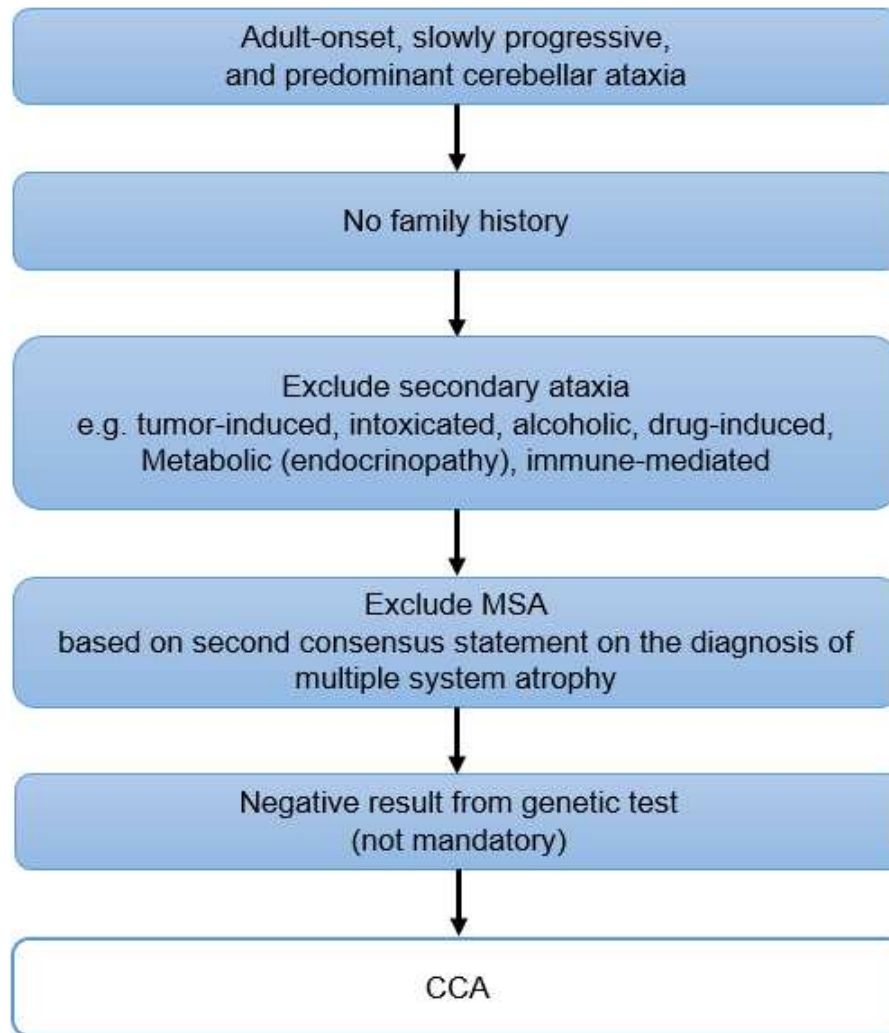 Adult-onset, slowly progressive,
and predominant cerebellar ataxia
No family history
Exclude secondary ataxia
e.g. tumor-induced, intoxicated, alcoholic, drug-induced,
Metabolic (endocrinopathy), immune-mediated
Exclude MSA
based on second consensus statement on the diagnosis of
multiple system atrophy
Negative result from genetic test
(not mandatory)
CCA